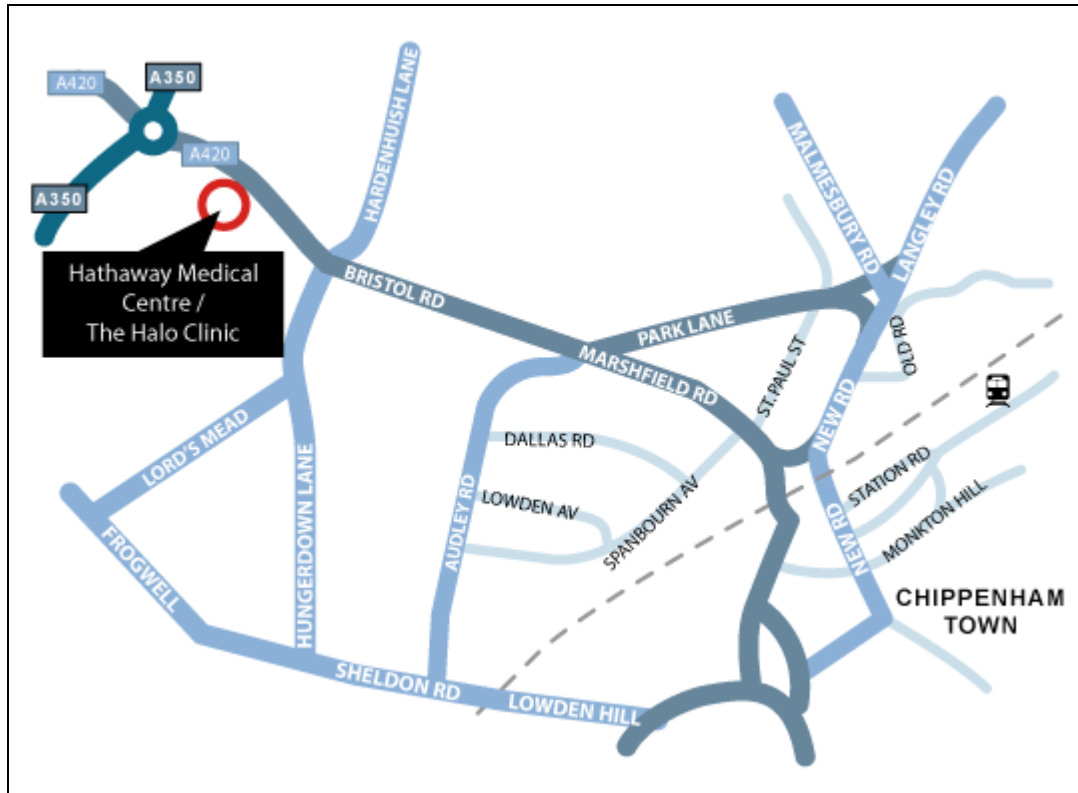 A420
A350
A420
A350
Hathaway Medical
Centre /
The Halo Clinic
HARDENHUISH LANE
BRISTOL RD
MARSHFIELD RD
PARK LANE
MALMESBURY RD
LANGLEY RD
OLD RD
ST. PAUL ST
NEW RD
LORD'S MEAD
HUNGERDOWN LANE
FROGWELL
AUDLEY RD
DALLAS RD
LOWDEN AV
SPANBOURN AV
STATION RD
MONKTON HILL
NEW RD
CHIPPENHAM
TOWN
SHELDON RD
LOWDEN HILL